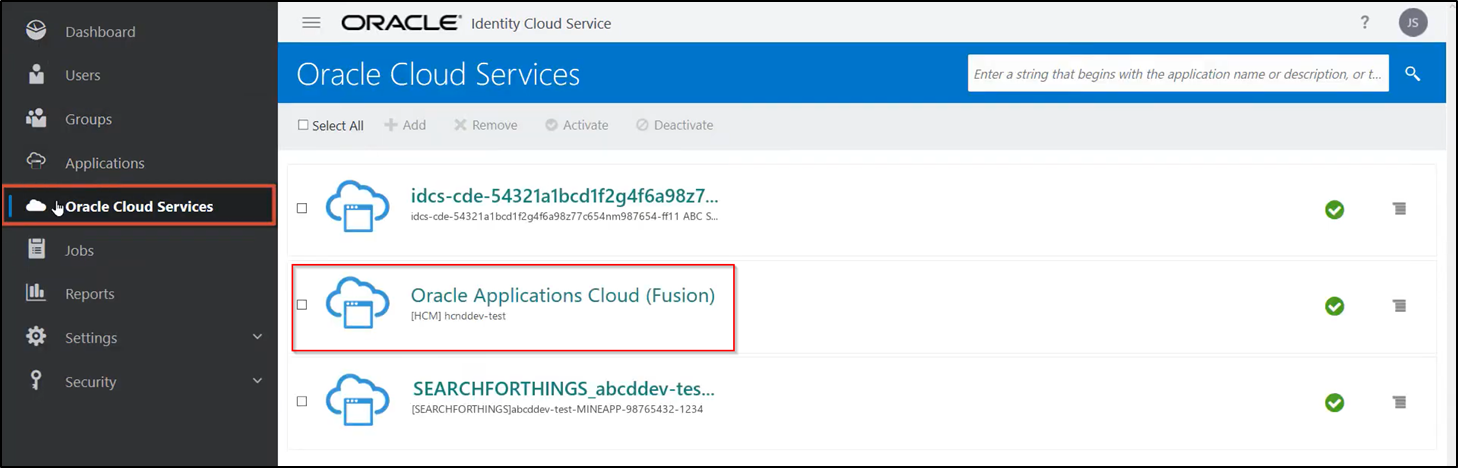 Dashboard
Users
Groups
Applications
Oracle Cloud Services
Jobs
Reports
Settings
Security
ORACLE® Identity Cloud Service
? JS
Oracle Cloud Services
Enter a string that begins with the application name or description, or t...
Select All Add Remove Activate Deactivate
idcs-cde-54321a1bcd1f2g4f6a98z7...
idcs-cde-54321a1bcd1f2g4f6a98z77c654nm987654-ff11 ABC S...
Oracle Applications Cloud (Fusion)
[HCM] hcnddev-test
SEARCHFORTHINGS_abcddev-tes...
[SEARCHFORTHINGS]abcddev-test-MINEAPP-98765432-1234